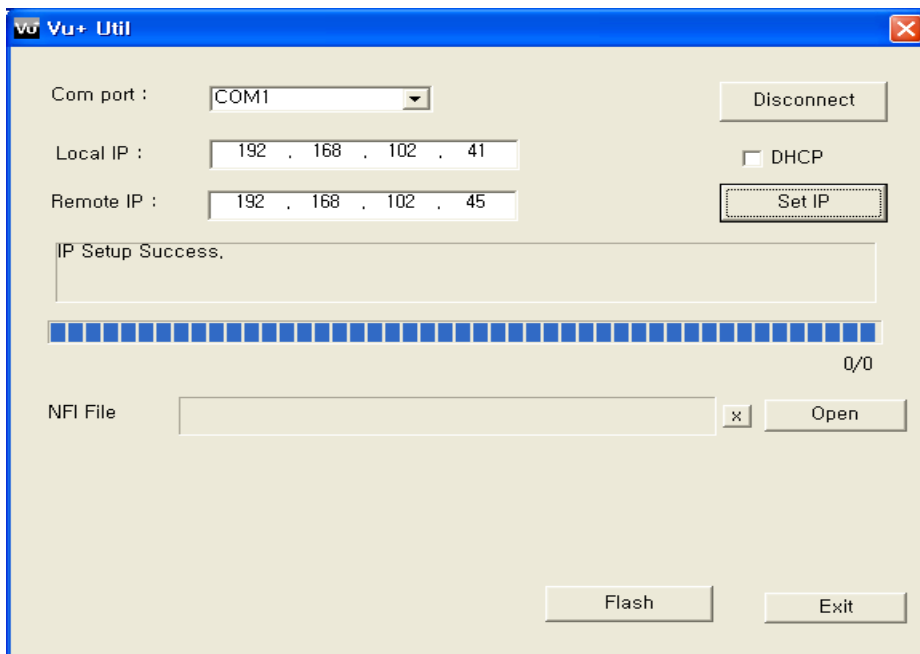 Vu+ Vu+ Util
Com port : COM1 Disconnect
Local IP : 192 . 168 . 102 . 41 DHCP
Remote IP : 192 . 168 . 102 . 45 Set IP
IP Setup Success.
0/0
NFI File x Open
Flash Exit